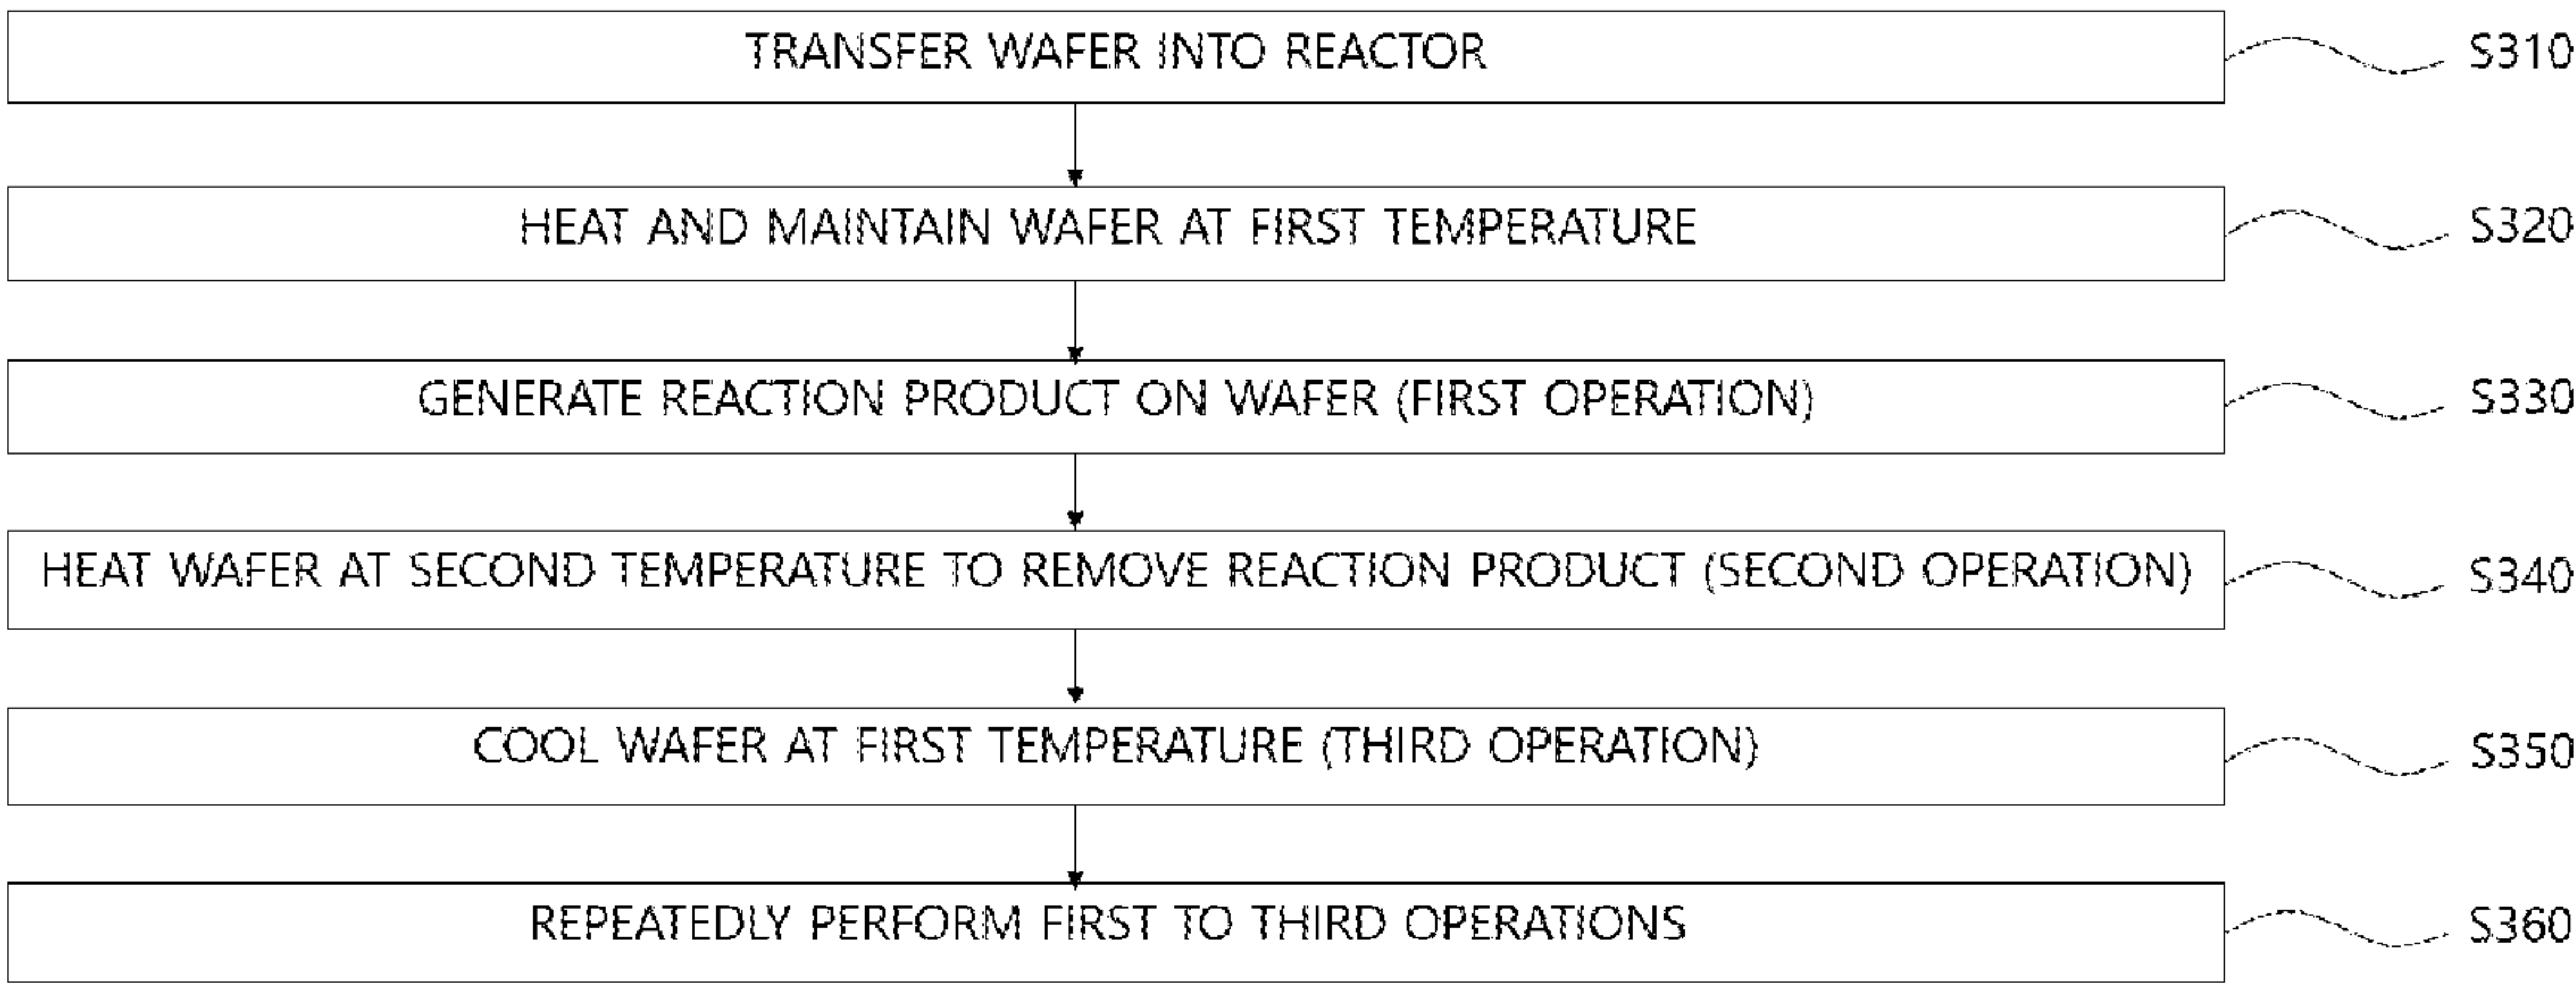 TRANSFER WAFER INTO REACTOR S310
HEAT AND MAINTAIN WAFER AT FIRST TEMPERATURE S320
GENERATE REACTION PRODUCT ON WAFER (FIRST OPERATION) S330
HEAT WAFER AT SECOND TEMPERATURE TO REMOVE REACTION PRODUCT (SECOND OPERATION) S340
COOL WAFER AT FIRST TEMPERATURE (THIRD OPERATION) S350
REPEATEDLY PERFORM FIRST TO THIRD OPERATIONS S360